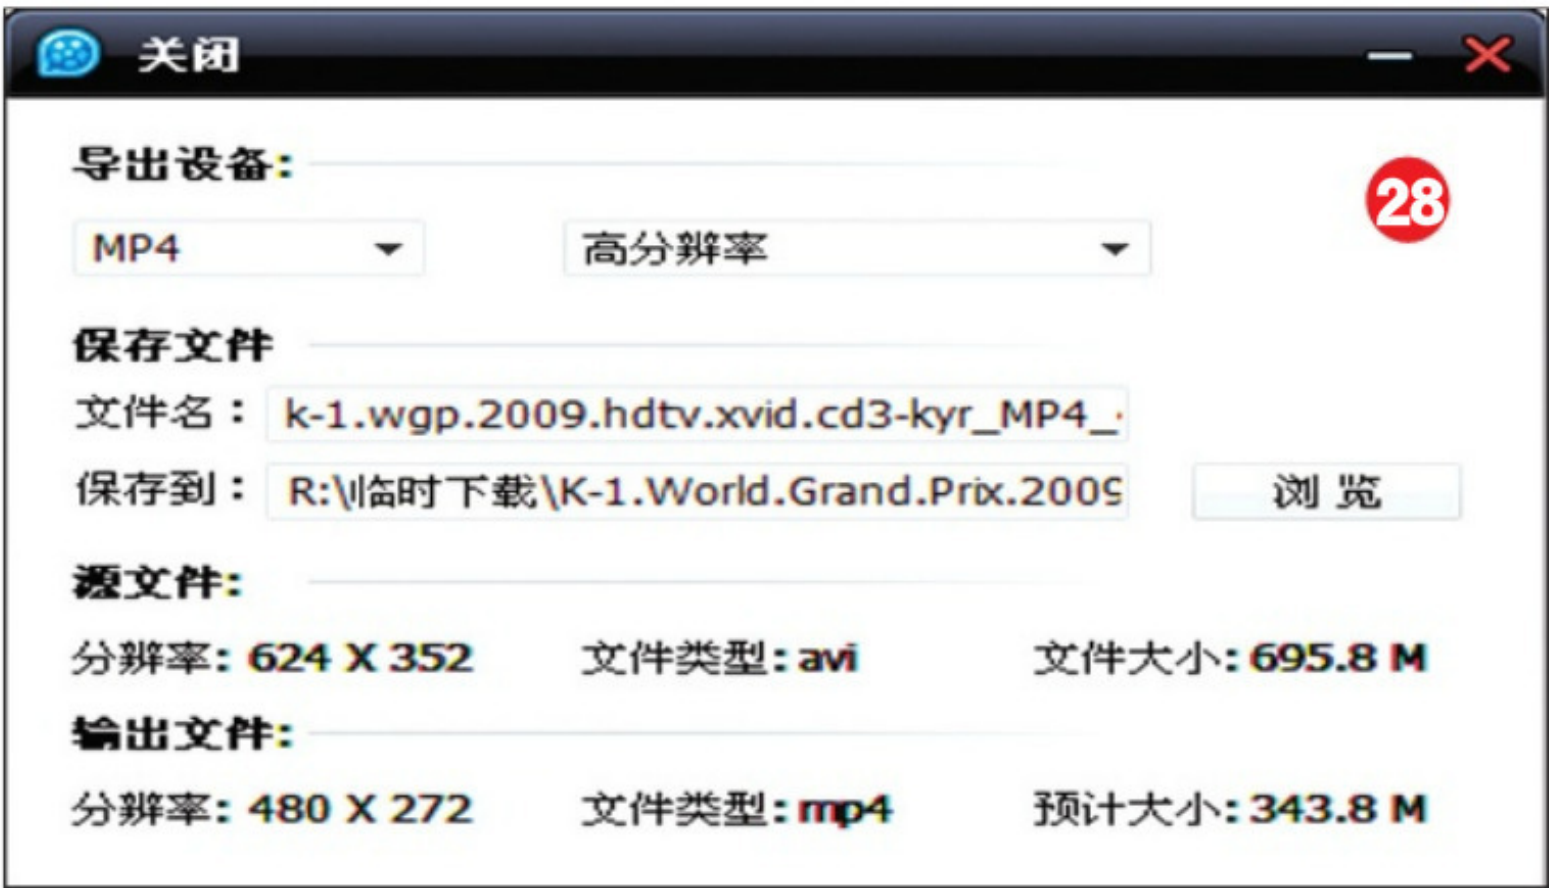 关闭
导出设备:
28
MP4 高分辨率
保存文件
文件名： k-1.wgp.2009.hdtv.xvid.cd3-kyr_MP4_
保存到： R:\临时下载\K-1.World.Grand.Prix.2009 浏览
源文件:
分辨率: 624 X 352 文件类型: avi 文件大小: 695.8 M
输出文件:
分辨率: 480 X 272 文件类型: mp4 预计大小: 343.8 M